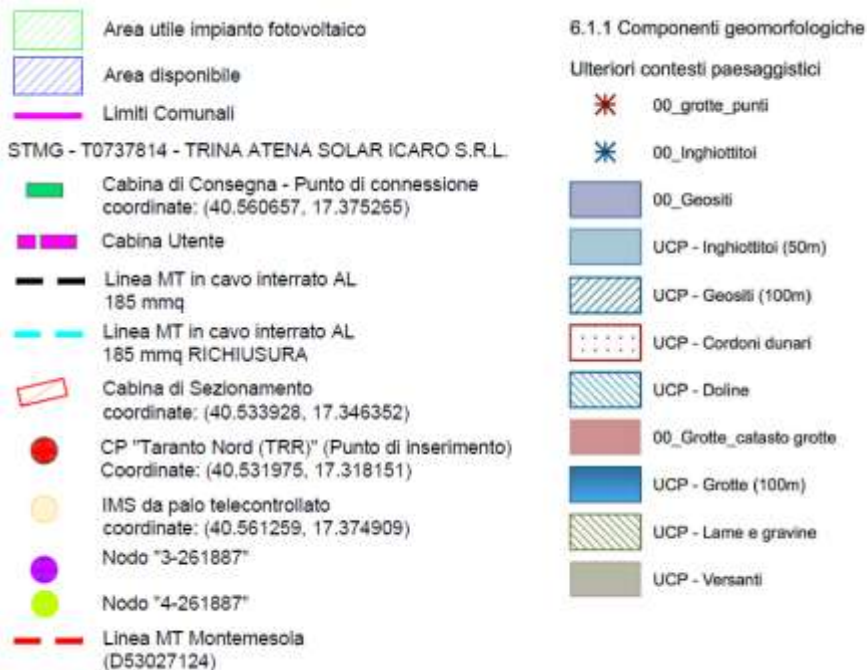 Area utile impianto fotovoltaico
Area disponibile
Limiti Comunali
STMG - T0737814 - TRINA ATENA SOLAR ICARO S.R.L.
Cabina di Consegna - Punto di connessione
coordinate: (40.560657, 17.375265)
Cabina Utente
Linea MT in cavo interrato AL
185 mmq
Linea MT in cavo interrato AL
185 mmq RICHIUSURA
Cabina di Sezionamento
coordinate: (40.533928, 17.346352)
CP "Taranto Nord (TRR)" (Punto di inserimento)
Coordinate: (40.531975, 17.318151)
IMS da palo telecontrollato
coordinate: (40.561259, 17.374909)
Nodo "3-261887"
Nodo "4-261887"
Linea MT Montemesola
(D53027124)
6.1.1 Componenti geomorfologiche
Ulteriori contesti paesaggistici
00_grotte_punti
00_Inghiottitoi
00_Geositi
UCP - Inghiottitoi (50m)
UCP - Geositi (100m)
UCP - Cordoni dunari
UCP - Doline
00_Grotte_catasto grotte
UCP - Grotte (100m)
UCP - Lame e gravine
UCP - Versanti